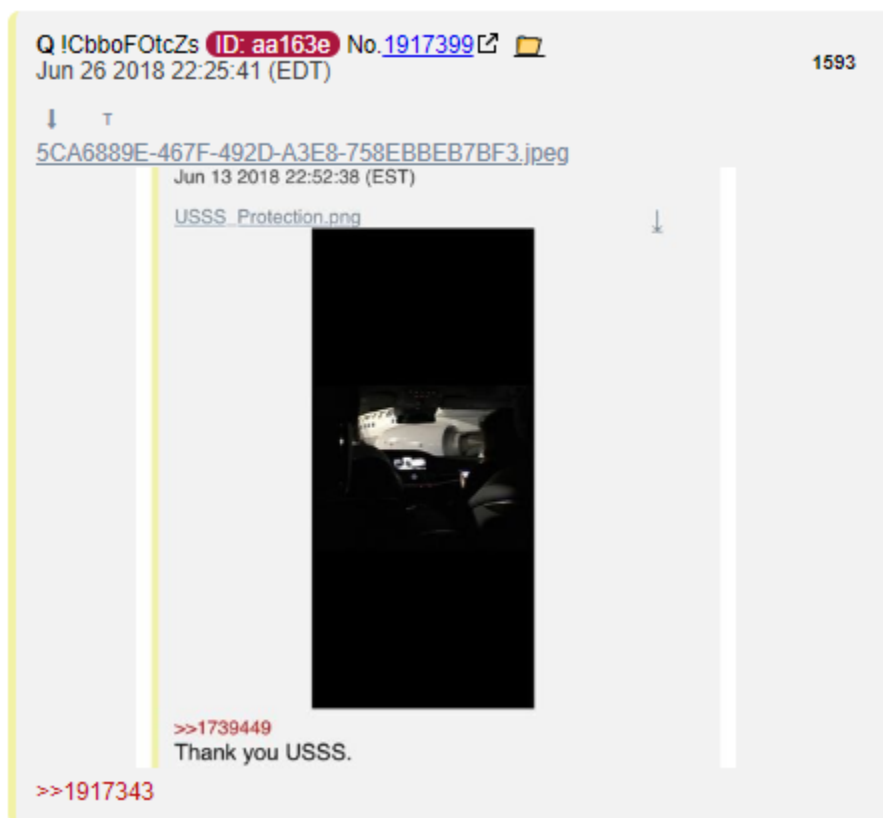 Q !CbboFOtcZs ID: aa163e No.1917399
1593
Jun 26 2018 22:25:41 (EDT)
T
5CA6889E-467F-492D-A3E8-758EBBEB7BF3.jpeg
Jun 13 2018 22:52:38 (EST)
USSS_Protection.png
>>1739449
Thank you USSS.
>>1917343